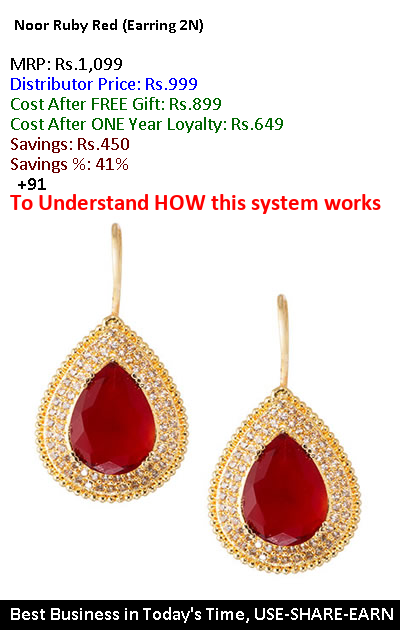 Noor Ruby Red (Earring 2N)
MRP: Rs.1,099
Distributor Price: Rs.999
Cost After FREE Gift: Rs.899
Cost After ONE Year Loyalty: Rs.649
Savings: Rs.450
Savings %: 41%
+91
To Understand HOW this system works
Best Business in Today's Time, USE-SHARE-EARN